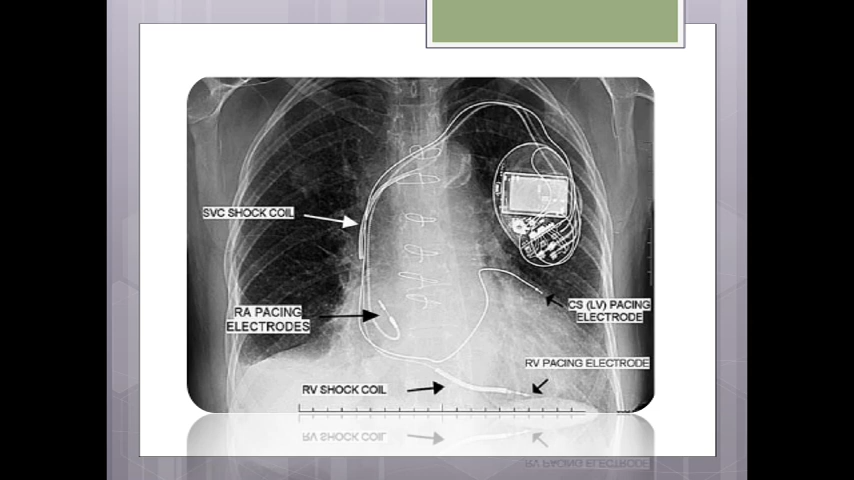 SVC SHOCK COIL
RA PACING
ELECTRODES
CS (LV) PACING
ELECTRODE
RV PACING ELECTRODE
RV SHOCK COIL